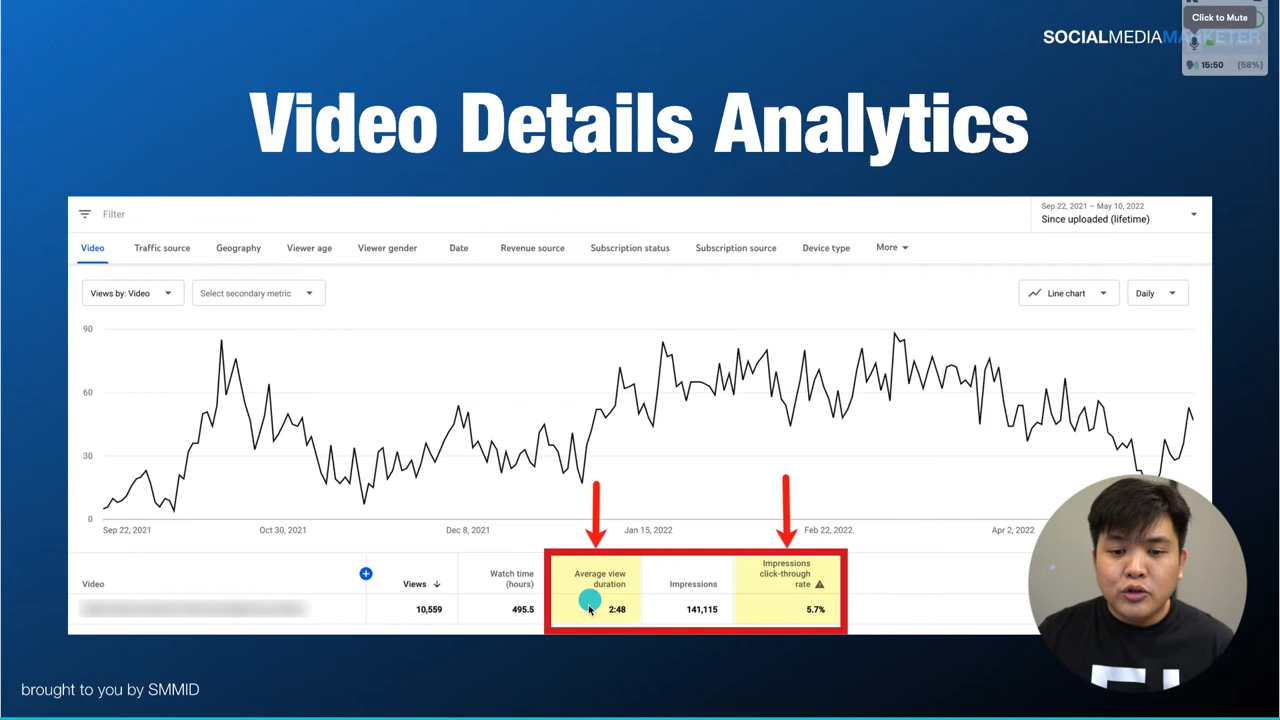 Click to Mute
SOCIALMEDIAMARKETER
15:50 (58%)
Video Details Analytics
Filter
Sep 22, 2021 – May 10, 2022
Since uploaded (lifetime)
Video Traffic source Geography Viewer age Viewer gender Date Revenue source Subscription status Subscription source Device type More
Views by: Video Select secondary metric Line chart Daily
90
60
30
0
Sep 22, 2021 Oct 30, 2021 Dec 8, 2021 Jan 15, 2022 Feb 22, 2022 Apr 2, 2022
Video Views Watch time (hours) Average view duration Impressions Impressions click-through rate
10,559 495.5 2:48 141,115 5.7%
brought to you by SMMID